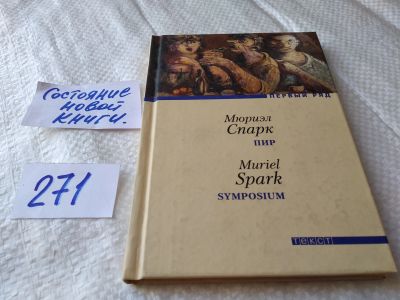 Состояние
новой
книги.
271
ПЕРВЫЙ РЯД
Мюриэл
Спарк
ПИР
Muriel
Spark
SYMPOSIUM
ТЕКСТ